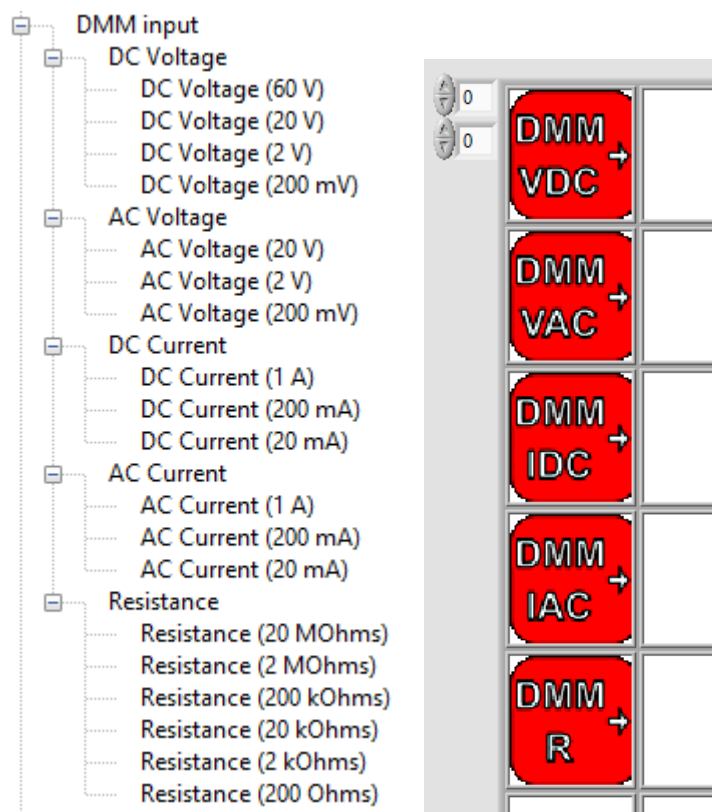 DMM input
DC Voltage
DC Voltage (60 V)
DC Voltage (20 V)
DC Voltage (2 V)
DC Voltage (200 mV)
AC Voltage
AC Voltage (20 V)
AC Voltage (2 V)
AC Voltage (200 mV)
DC Current
DC Current (1 A)
DC Current (200 mA)
DC Current (20 mA)
AC Current
AC Current (1 A)
AC Current (200 mA)
AC Current (20 mA)
Resistance
Resistance (20 MOhms)
Resistance (2 MOhms)
Resistance (200 kOhms)
Resistance (20 kOhms)
Resistance (2 kOhms)
Resistance (200 Ohms)
0
0
DMM
VDC
DMM
VAC
DMM
IDC
DMM
IAC
DMM
R